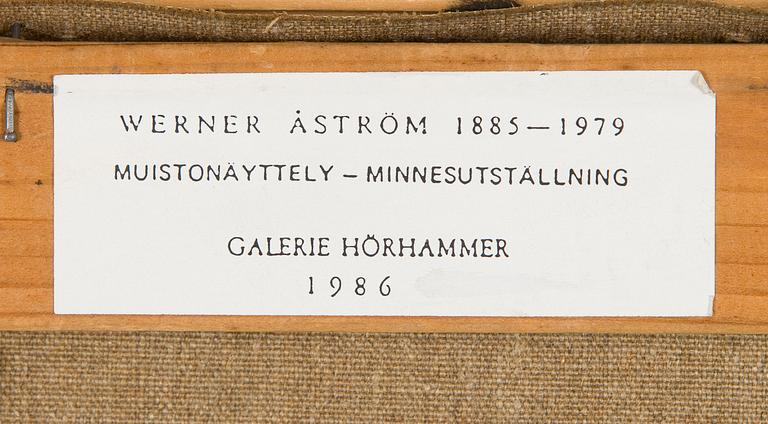 WERNER ÅSTRÖM 1885—1979
MUISTONÄYTTELY – MINNESUTSTÄLLNING
GALERIE HÖRHAMMER
1986